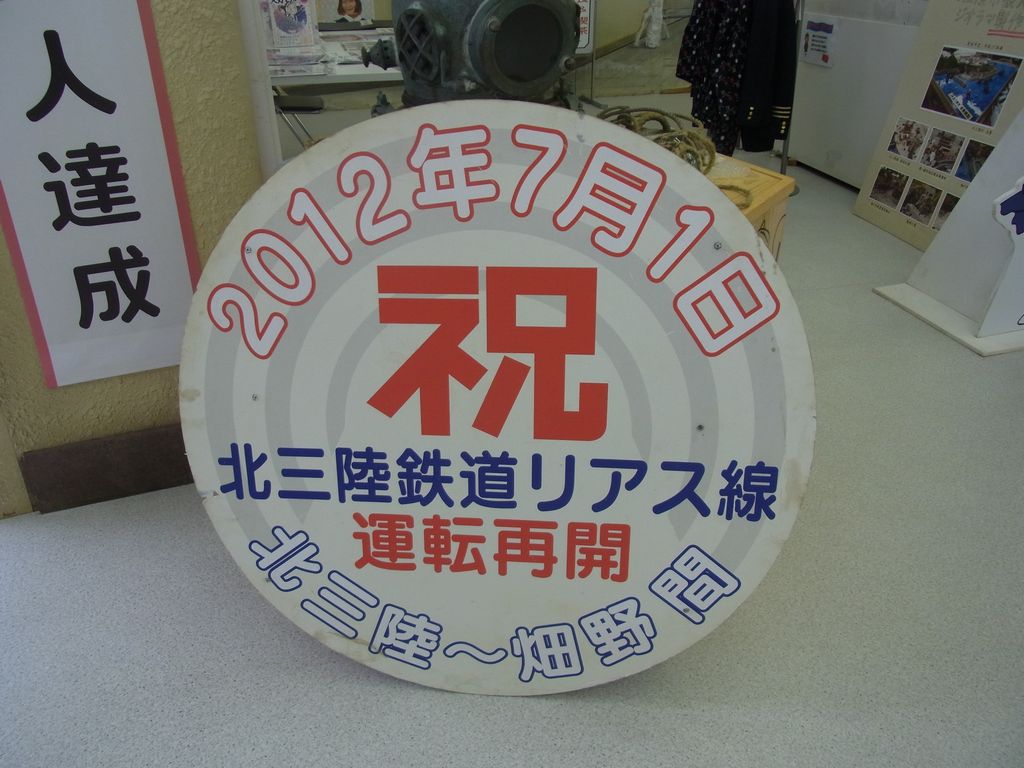 人達成
2012年7月1日
祝
北三陸鉄道リアス線
運転再開
北三陸～畑野間